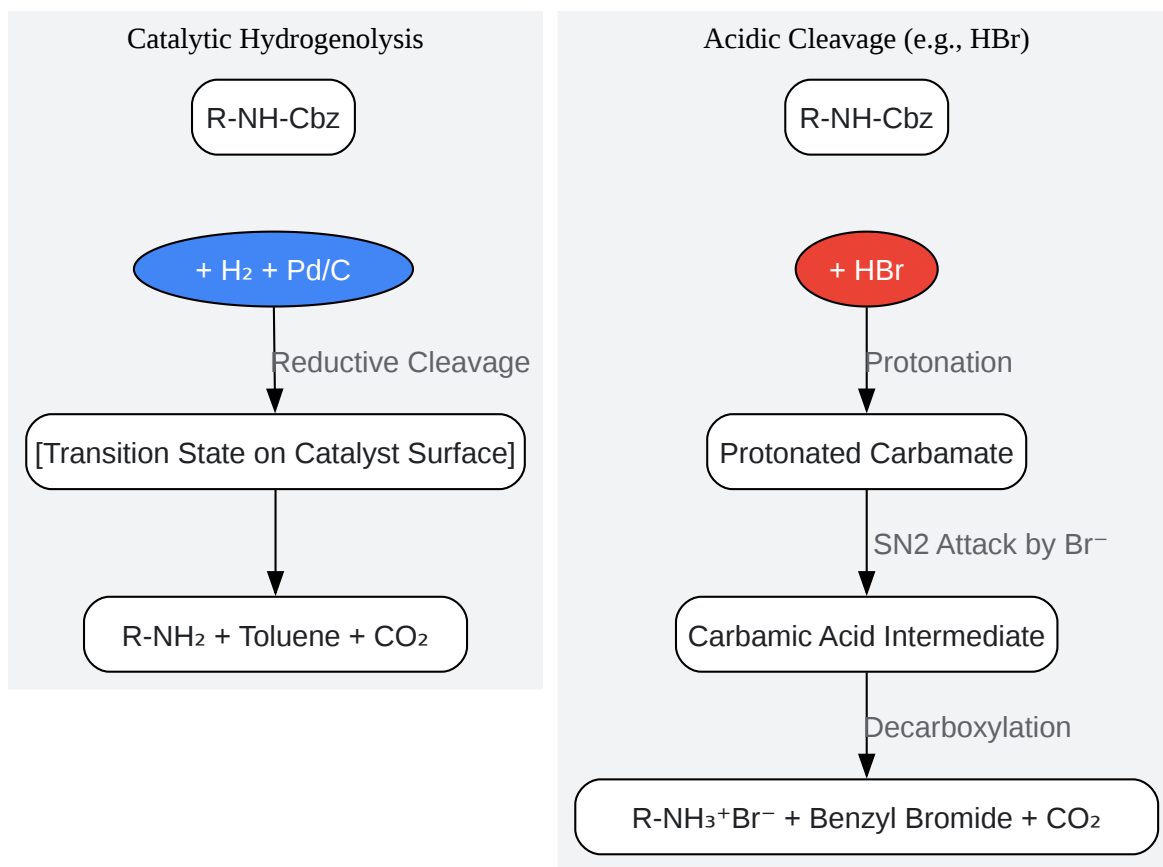 Catalytic Hydrogenolysis
R-NH-Cbz
+ H₂ + Pd/C
Reductive Cleavage
[Transition State on Catalyst Surface]
R-NH₂ + Toluene + CO₂
Acidic Cleavage (e.g., HBr)
R-NH-Cbz
+ HBr
Protonation
Protonated Carbamate
SN2 Attack by Br⁻
Carbamic Acid Intermediate
Decarboxylation
R-NH₃⁺Br⁻ + Benzyl Bromide + CO₂